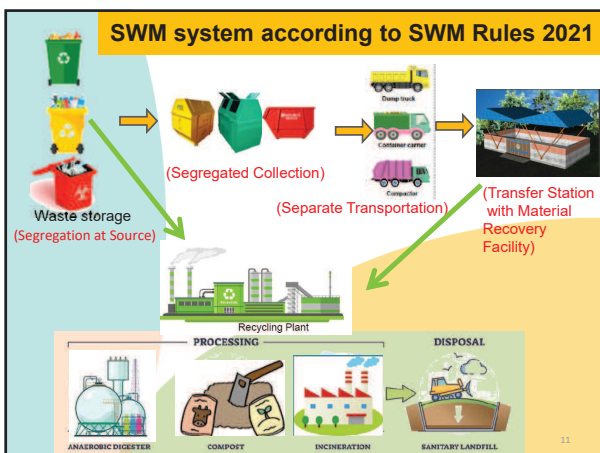 SWM system according to SWM Rules 2021
Dump truck
Container carrier
Compactor
Waste storage
(Segregation at Source)
(Segregated Collection)
(Separate Transportation)
(Transfer Station
with Material
Recovery
Facility)
Recycling Plant
PROCESSING
DISPOSAL
ANAEROBIC DIGESTER
COMPOST
INCINERATION
SANITARY LANDFILL
11